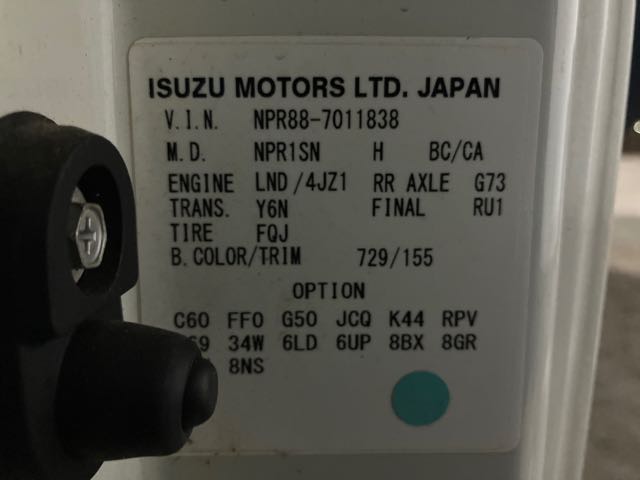 ISUZU MOTORS LTD. JAPAN
V.I.N. NPR88-7011838
M.D. NPR1SN H BC/CA
ENGINE LND/4JZ1 RR AXLE G73
TRANS. Y6N FINAL RU1
TIRE FQJ
B.COLOR/TRIM 729/155
OPTION
C60 FF0 G50 JCQ K44 RPV
34W 6LD 6UP 8BX 8GR
8NS